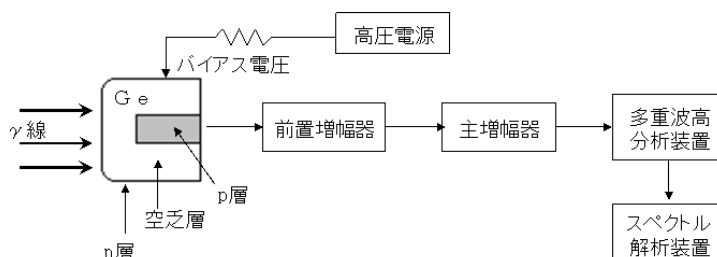 高圧電源
バイアス電圧
Ge
γ線
前置増幅器
主増幅器
多重波高
分析装置
p層
空乏層
n層
スペクトル
解析装置